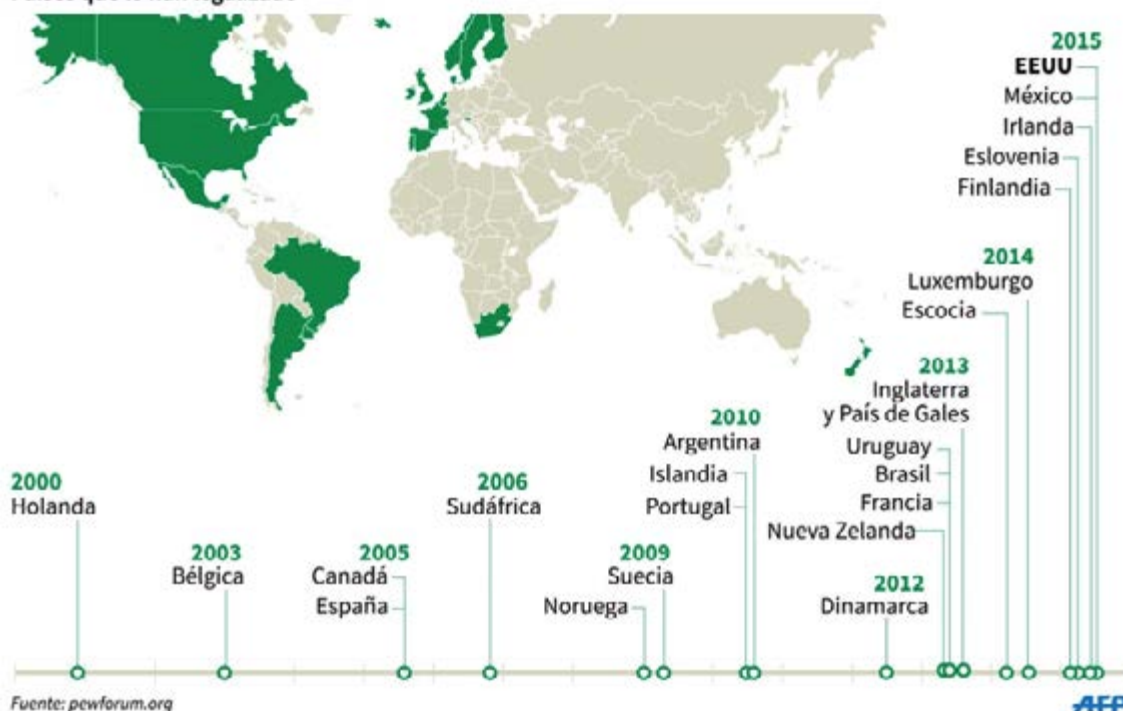 2015
EEUU
México
Irlanda
Eslovenia
Finlandia
2014
Luxemburgo
Escocia
2013
Inglaterra
y País de Gales
Uruguay
Brasil
Francia
Nueva Zelanda
2010
Argentina
Islandia
Portugal
2000
Holanda
2006
Sudáfrica
2003
Bélgica
2005
Canadá
España
2009
Suecia
Noruega
2012
Dinamarca
Fuente: pewforum.org
AFP